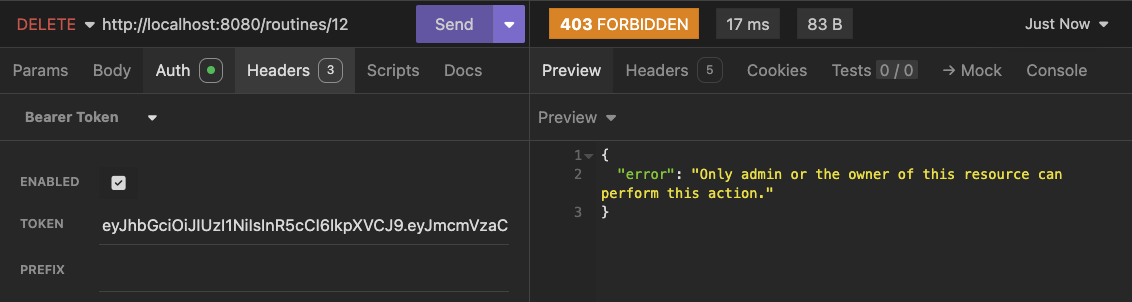 DELETE http://localhost:8080/routines/12 Send 403 FORBIDDEN 17 ms 83 B Just Now
Params Body Auth Headers 3 Scripts Docs Preview Headers 5 Cookies Tests 0 / 0 → Mock Console
Bearer Token
Preview
ENABLED
TOKEN eyJhbGciOiJIUzI1NiIsInR5cCI6IkpXVCJ9.eyJmcmVzaC
PREFIX
1 {
2 "error": "Only admin or the owner of this resource can
perform this action."
3 }